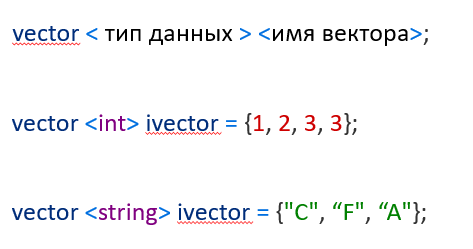 vector < тип данных > <имя вектора>;
vector <int> ivector = {1, 2, 3, 3};
vector <string> ivector = {"C", “F", “A”};